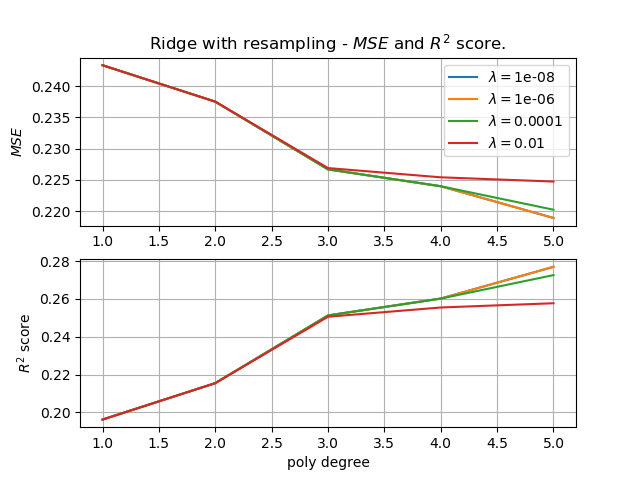 Ridge with resampling - MSE and R² score.
0.240
0.235
0.230
0.225
0.220
MSE
λ = 1e-08
λ = 1e-06
λ = 0.0001
λ = 0.01
1.0 1.5 2.0 2.5 3.0 3.5 4.0 4.5 5.0
0.28
0.26
0.24
0.22
0.20
R² score
1.0 1.5 2.0 2.5 3.0 3.5 4.0 4.5 5.0
poly degree